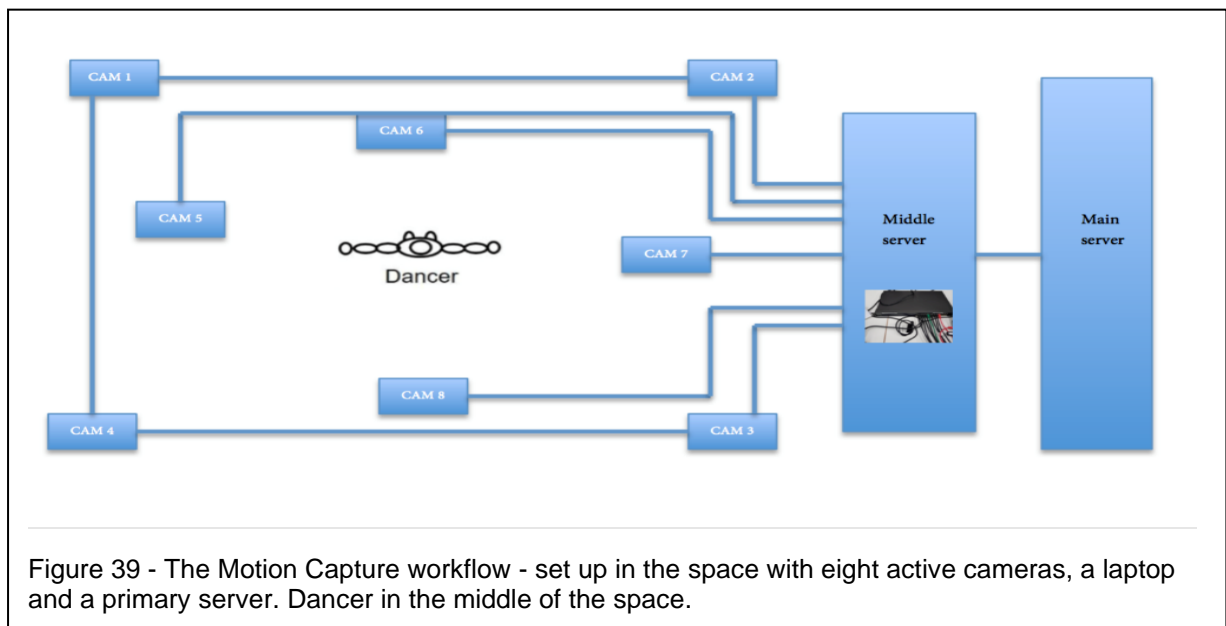 CAM 1
CAM 2
CAM 6
CAM 5
Middle
server
Main
server
CAM 7
Dancer
CAM 8
CAM 4
CAM 3
Figure 39 - The Motion Capture workflow - set up in the space with eight active cameras, a laptop
and a primary server. Dancer in the middle of the space.